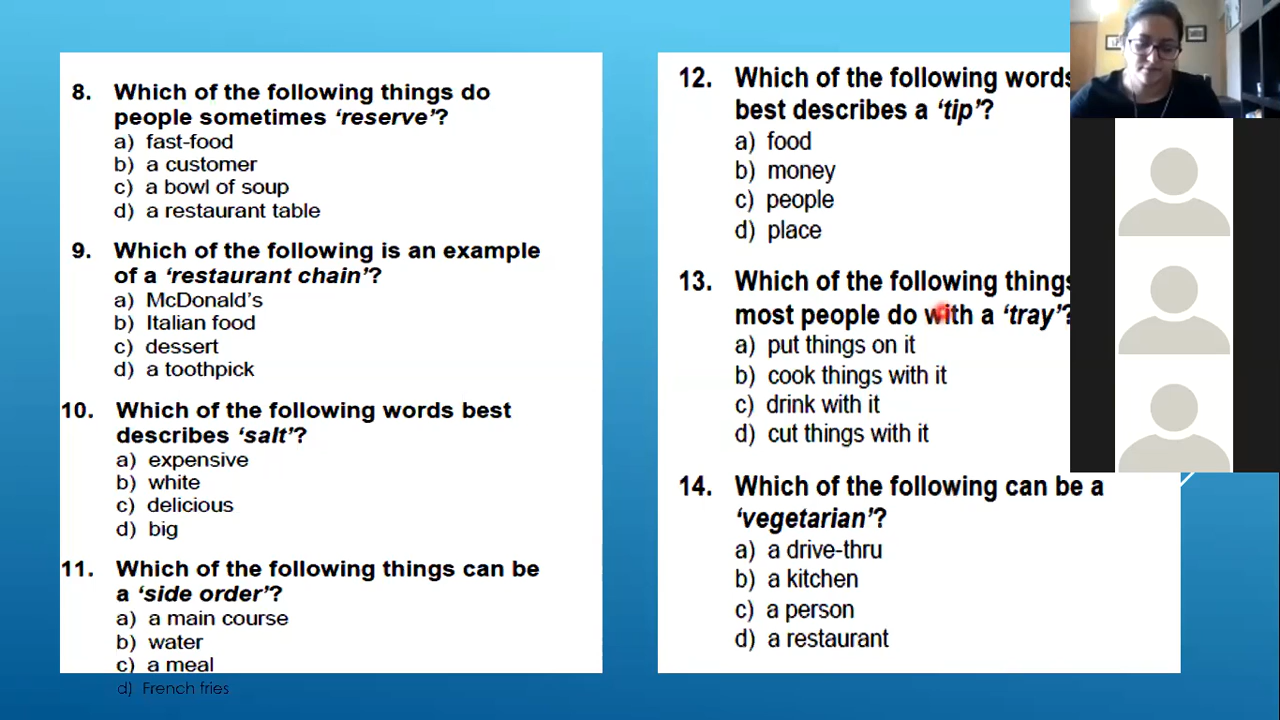 8. Which of the following things do
people sometimes ‘reserve’?
a) fast-food
b) a customer
c) a bowl of soup
d) a restaurant table
9. Which of the following is an example
of a ‘restaurant chain’?
a) McDonald’s
b) Italian food
c) dessert
d) a toothpick
10. Which of the following words best
describes ‘salt’?
a) expensive
b) white
c) delicious
d) big
11. Which of the following things can be
a ‘side order’?
a) a main course
b) water
c) a meal
d) French fries
12. Which of the following words
best describes a ‘tip’?
a) food
b) money
c) people
d) place
13. Which of the following things
most people do with a ‘tray’?
a) put things on it
b) cook things with it
c) drink with it
d) cut things with it
14. Which of the following can be a
‘vegetarian’?
a) a drive-thru
b) a kitchen
c) a person
d) a restaurant